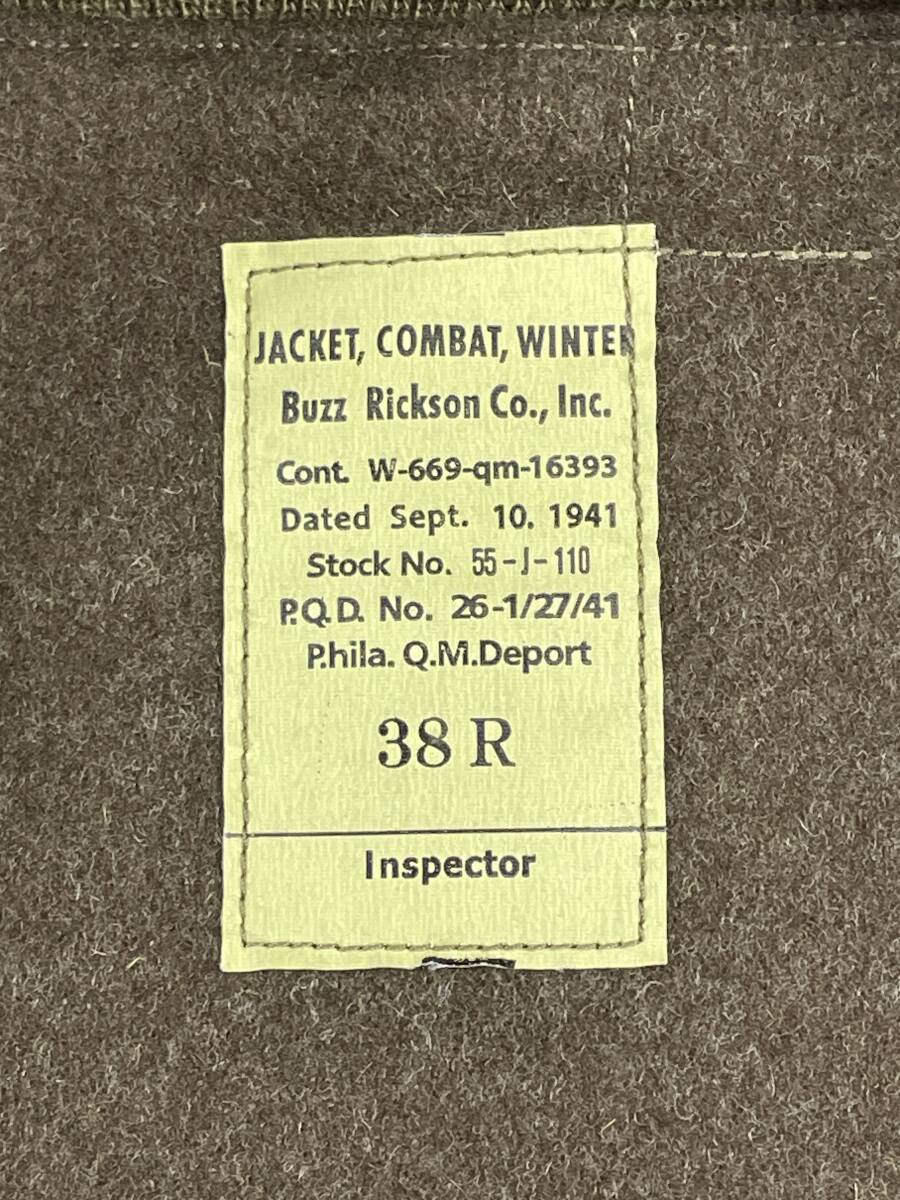 JACKET, COMBAT, WINTER
Buzz Rickson Co., Inc.
Cont. W-669-qm-16393
Dated Sept. 10. 1941
Stock No. 55-J-110
P.Q.D. No. 26-1/27/41
P.hila. Q.M.Deport
38 R
Inspector